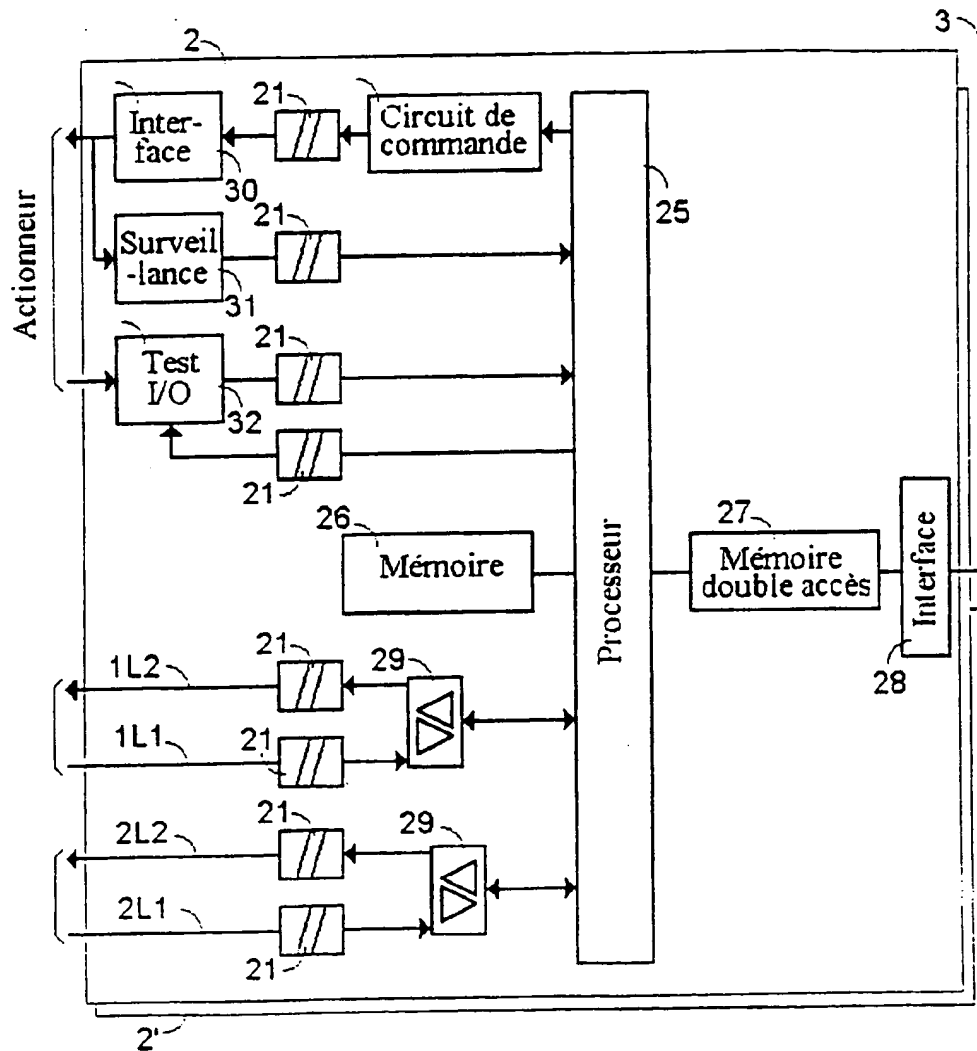 2
3
21
Inter-
face
30
Circuit de
commande
25
21
Surveil
-lance
31
Actionneur
21
Test
I/O
32
21
26
Mémoire
Processeur
27
Mémoire
double accès
Interface
28
1L2
21
29
1L1
21
2L2
21
29
2L1
21
2'